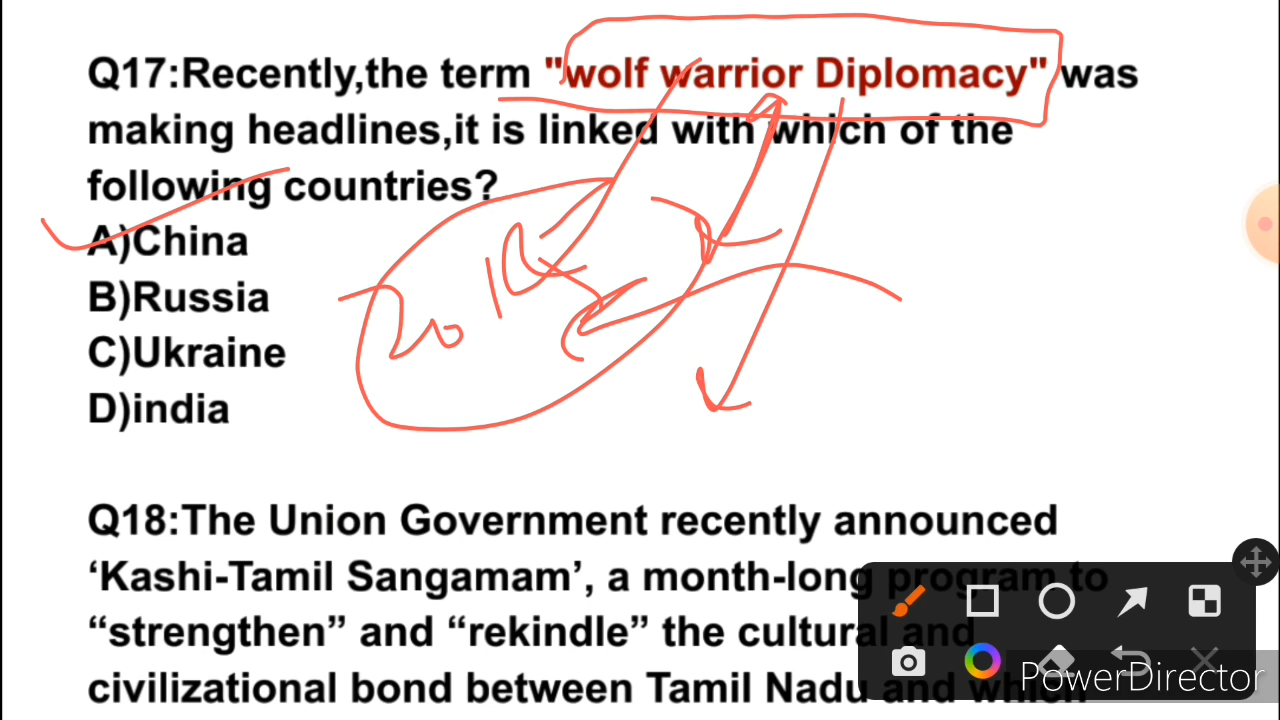 Q17:Recently,the term "wolf warrior Diplomacy" was
making headlines,it is linked with which of the
following countries?
A)China
B)Russia
C)Ukraine
D)india
Q18:The Union Government recently announced
‘Kashi-Tamil Sangamam’, a month-long program to
“strengthen” and “rekindle” the cultural and
civilizational bond between Tamil Nadu and which
PowerDirector